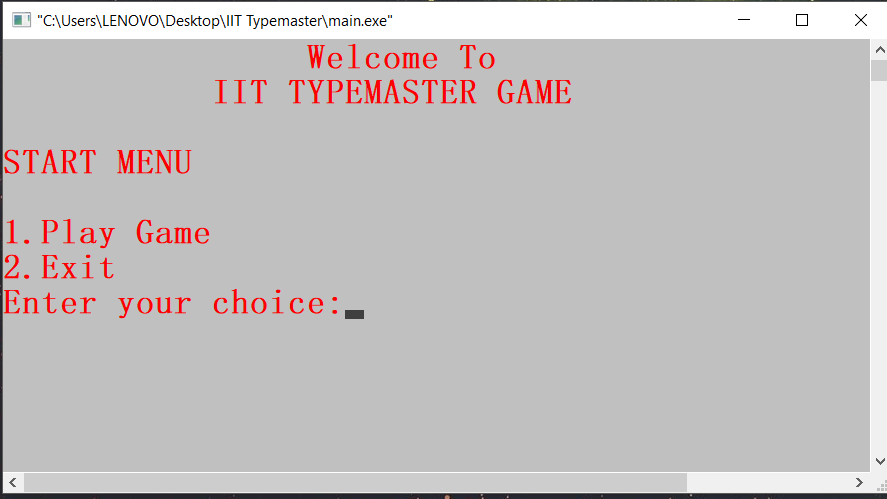 "C:\Users\LENOVO\Desktop\IIT Typemaster\main.exe"
Welcome To
IIT TYPEMASTER GAME
START MENU
1.Play Game
2.Exit
Enter your choice: